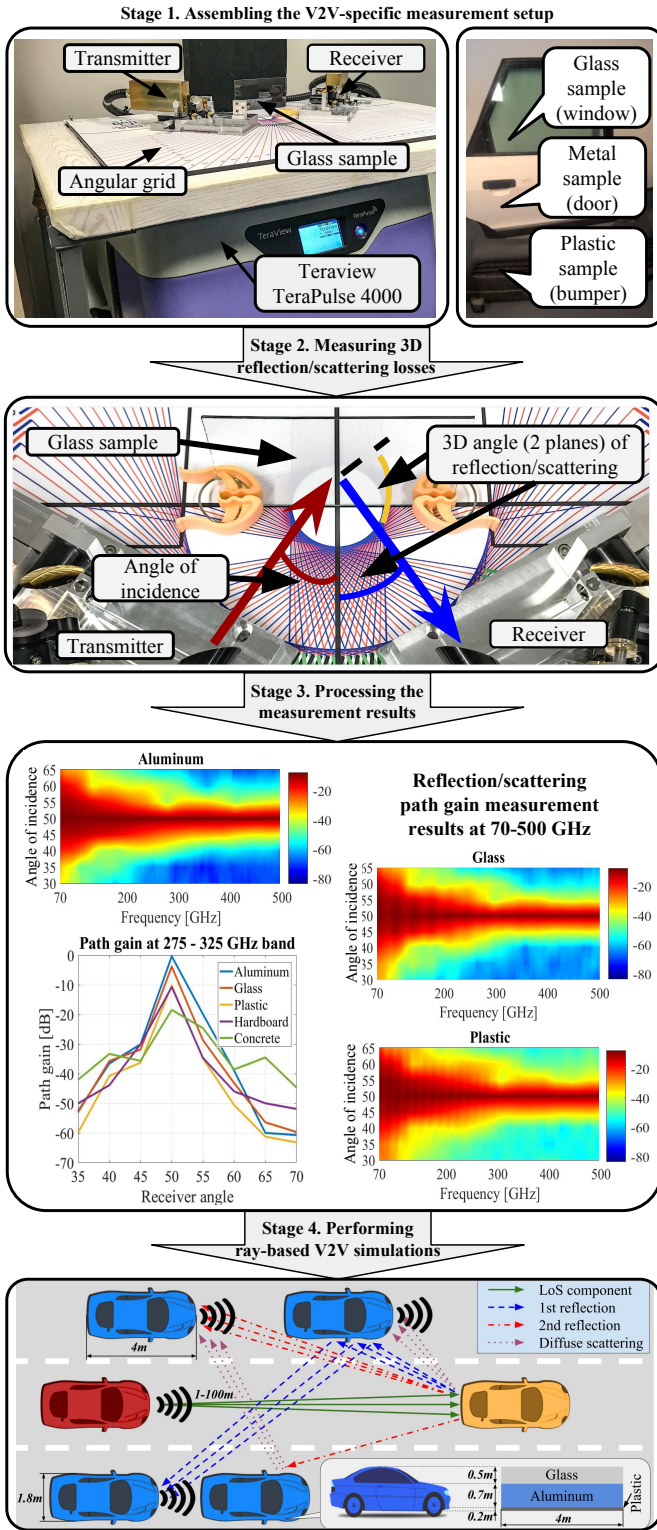 Stage 1. Assembling the V2V-specific measurement setup
Transmitter
Receiver
Glass sample
Angular grid
TeraView
TeraPulse
Teraview
TeraPulse 4000
Glass
sample
(window)
Metal
sample
(door)
Plastic
sample
(bumper)
Stage 2. Measuring 3D
reflection/scattering losses
Glass sample
3D angle (2 planes) of
reflection/scattering
Angle of
incidence
Transmitter
Receiver
Stage 3. Processing the
measurement results
Aluminum
Angle of incidence
65
60
55
50
45
40
35
30
70
200
300
400
500
Frequency [GHz]
-20
-40
-60
-80
Reflection/scattering
path gain measurement
results at 70-500 GHz
Glass
Angle of incidence
55
50
45
40
35
30
70
200
300
400
500
Frequency [GHz]
-20
-40
-60
-80
Path gain at 275 - 325 GHz band
Path gain [dB]
0
-10
-20
-30
-40
-50
-60
-70
35
40
45
50
55
60
65
70
Receiver angle
Aluminum
Glass
Plastic
Hardboard
Concrete
Plastic
Angle of incidence
65
60
55
50
45
40
35
30
70
200
300
400
500
Frequency [GHz]
-20
-40
-60
-80
Stage 4. Performing
ray-based V2V simulations
LoS component
1st reflection
2nd reflection
Diffuse scattering
4m
1-100m
1.8m
0.5m
0.7m
0.2m
Glass
Aluminum
Plastic
4m